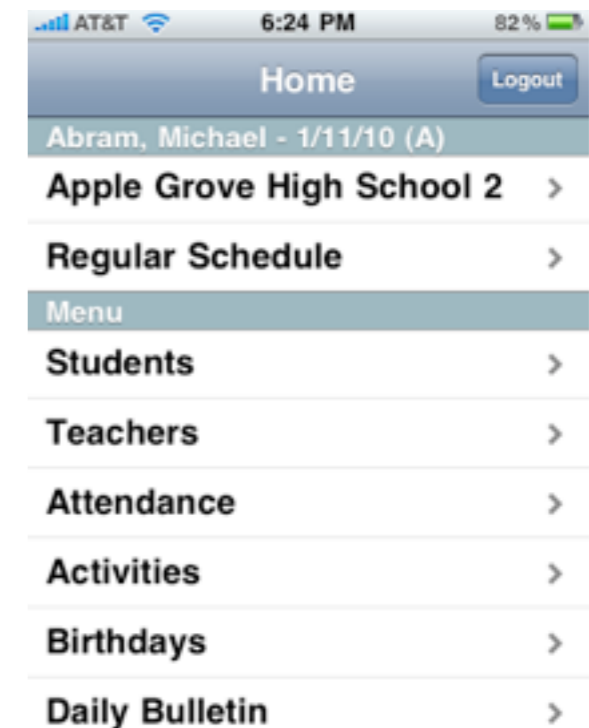 AT&T 6:24 PM 82%
Home Logout
Abram, Michael - 1/11/10 (A)
Apple Grove High School 2
Regular Schedule
Menu
Students
Teachers
Attendance
Activities
Birthdays
Daily Bulletin